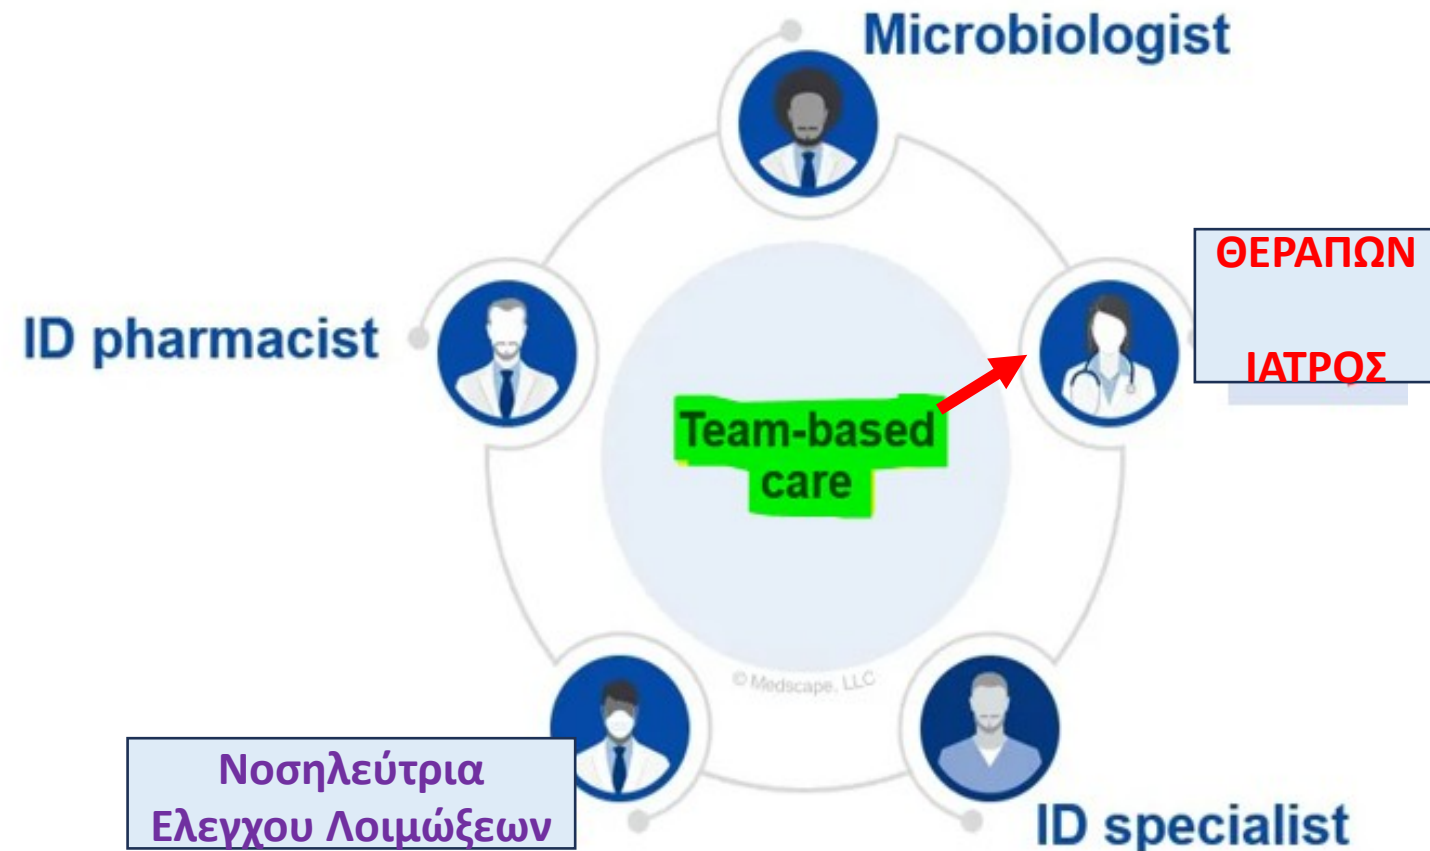 Microbiologist
ΘΕΡΑΠΩΝ
ΙΑΤΡΟΣ
ID pharmacist
Team-based
care
© Medscape, LLC
Νοσηλεύτρια
Ελεγχου Λοιμώξεων
ID specialist